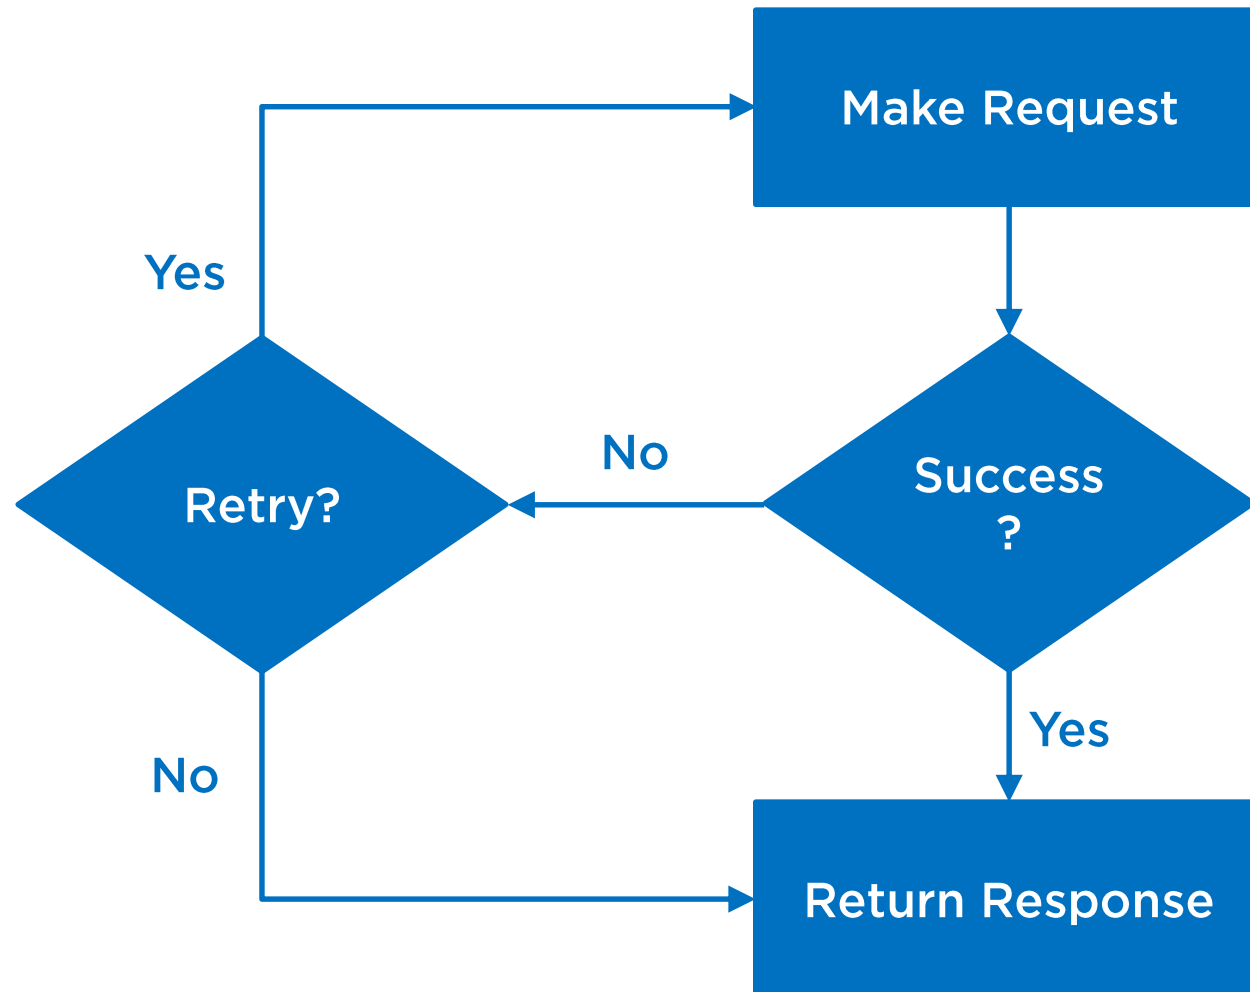 Make Request
Yes
No
Success
?
Retry?
Yes
No
Return Response